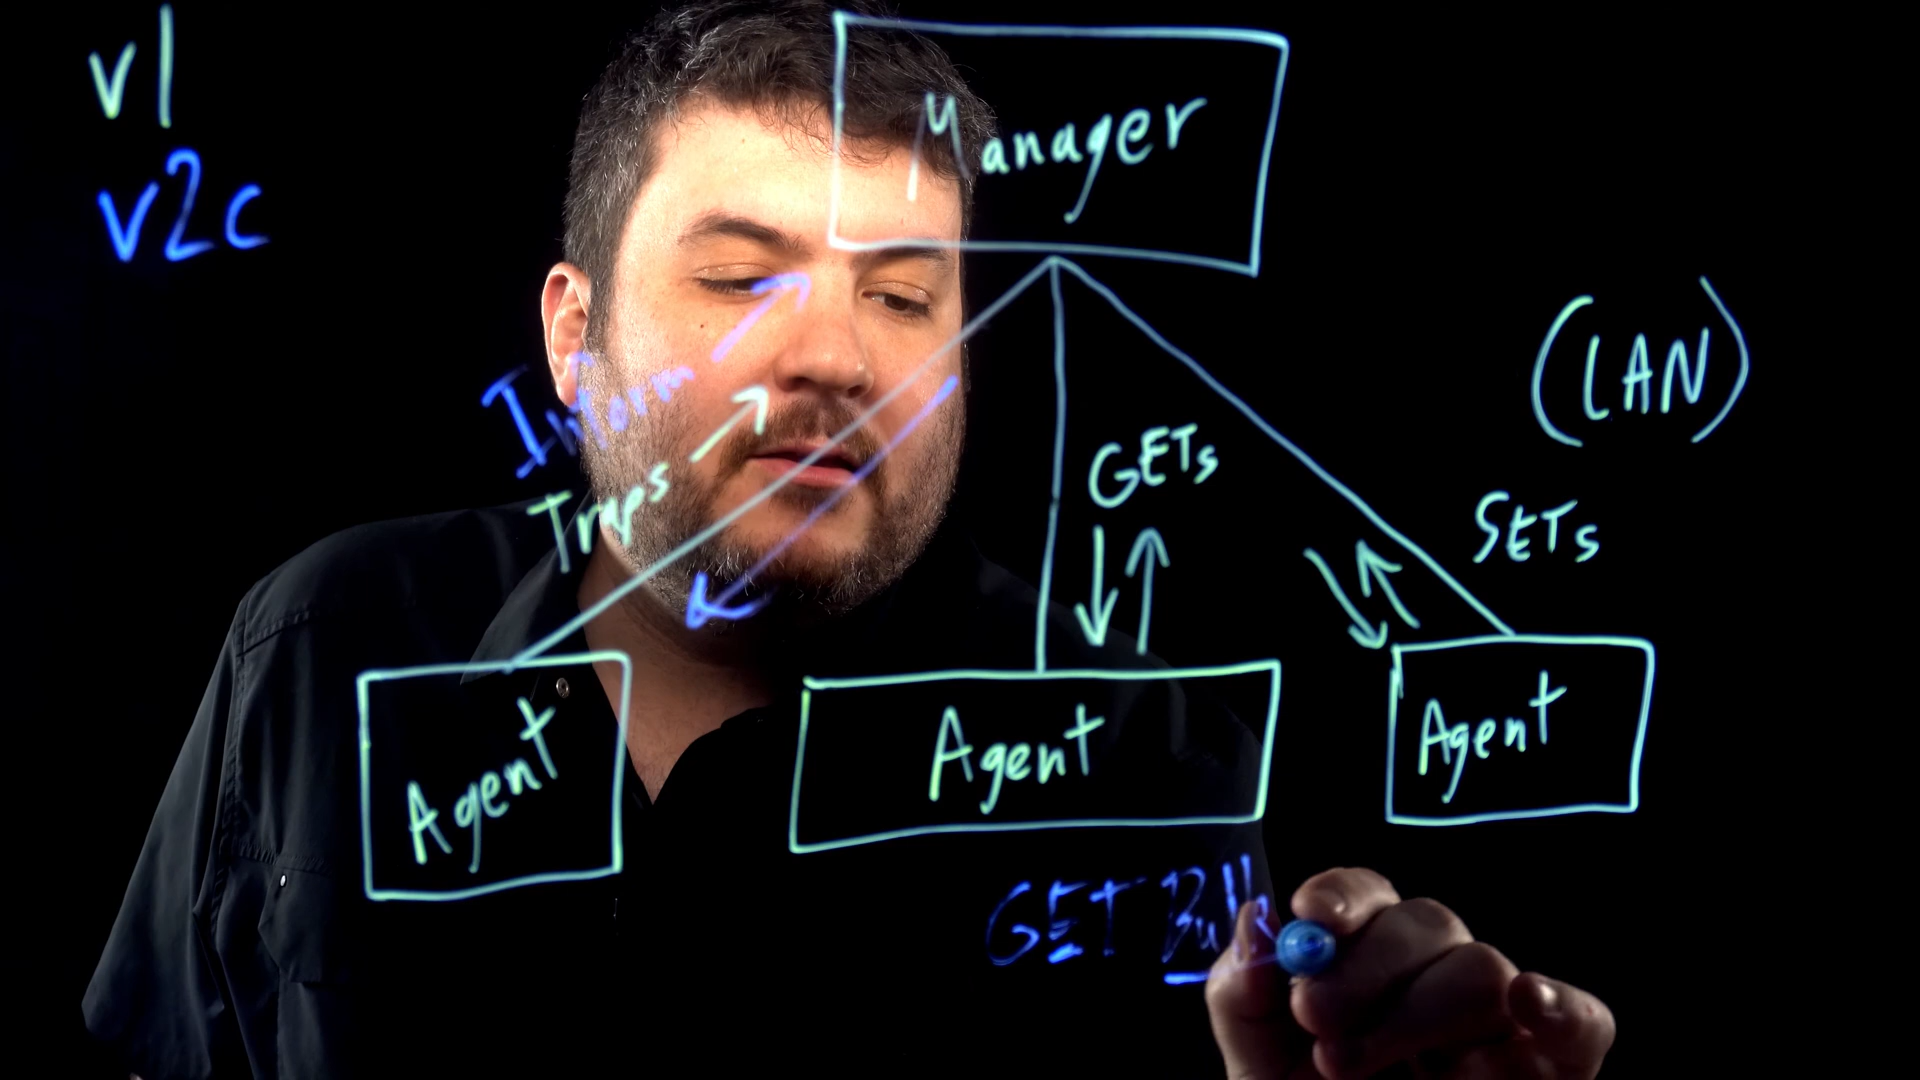 v1
v2c
Manager
(LAN)
Inform
Traps
GETs
SETs
Agent
Agent
Agent
GET Bulk